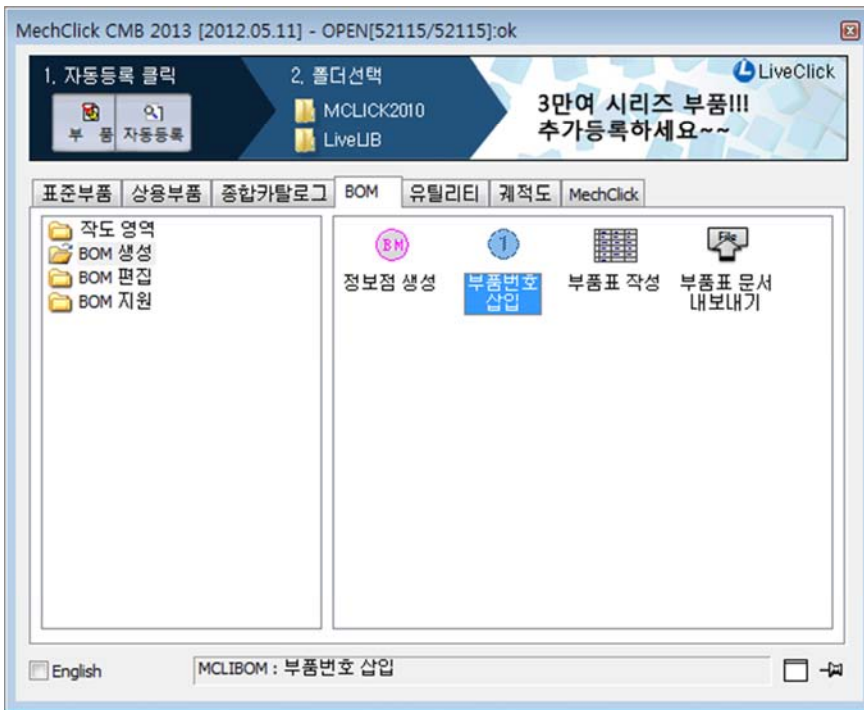 MechClick CMB 2013 [2012.05.11] - OPEN[52115/52115]:ok
1. 자동등록 클릭
2. 폴더선택
LiveClick
부 품
자동등록
MCLICK2010
LiveLIB
3만여 시리즈 부품!!!
추가등록하세요~~
표준부품 상용부품 종합카탈로그 BOM 유틸리티 궤적도 MechClick
작도 영역
BOM 생성
BOM 편집
BOM 지원
BM
1
File
정보점 생성
부품번호
삽입
부품표 작성
부품표 문서
내보내기
English
MCLIBOM : 부품번호 삽입